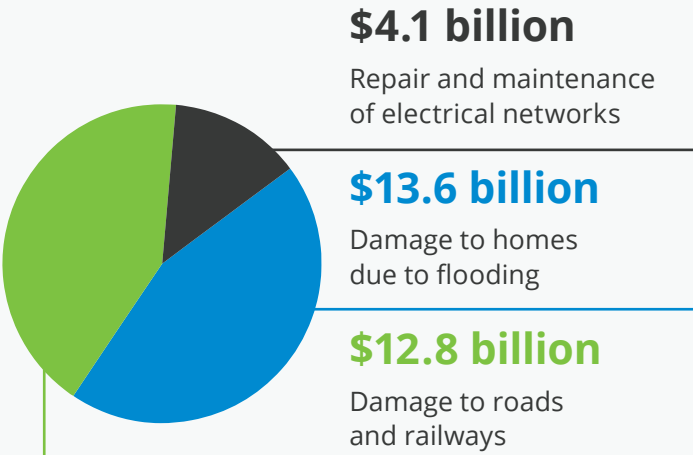 $4.1 billion
Repair and maintenance
of electrical networks
$13.6 billion
Damage to homes
due to flooding
$12.8 billion
Damage to roads
and railways